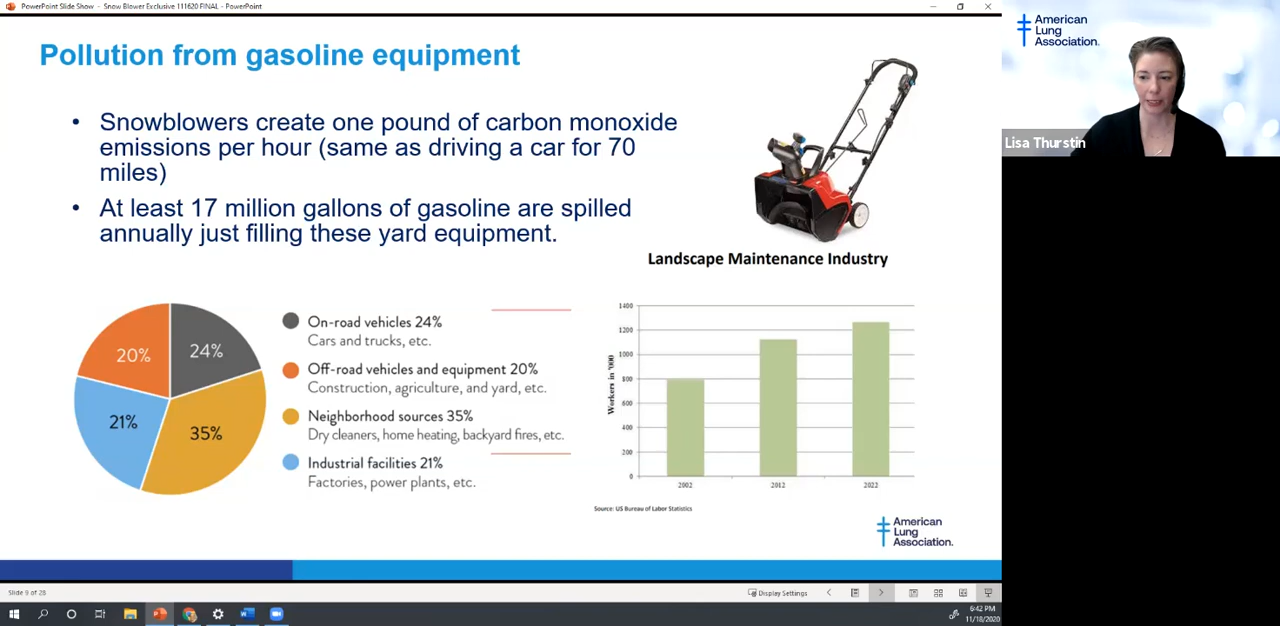 PowerPoint Slide Show - Snow Blower Exclusive 111620 FINAL - PowerPoint
Pollution from gasoline equipment
• Snowblowers create one pound of carbon monoxide
emissions per hour (same as driving a car for 70
miles)
• At least 17 million gallons of gasoline are spilled
annually just filling these yard equipment.
20%
24%
21%
35%
On-road vehicles 24%
Cars and trucks, etc.
Off-road vehicles and equipment 20%
Construction, agriculture, and yard, etc.
Neighborhood sources 35%
Dry cleaners, home heating, backyard fires, etc.
Industrial facilities 21%
Factories, power plants, etc.
Landscape Maintenance Industry
Workers in '000
1400
1200
1000
800
600
400
200
0
2002
2012
2022
Source: US Bureau of Labor Statistics
American
Lung
Association.
American
Lung
Association.
Lisa Thurstin
Slide 9 of 28
Display Settings
6:42 PM
11/18/2020